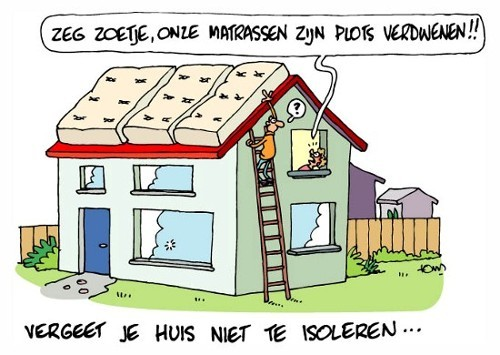 ZEG ZOETJE, ONZE MATRASSEN ZIJN PLOTS VERDWENEN!!
?
VERGEET JE HUIS NIET TE ISOLEREN...